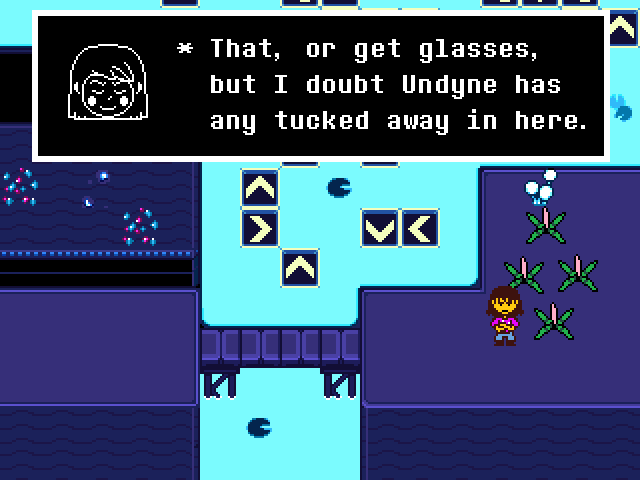 * That, or get glasses,
but I doubt Undyne has
any tucked away in here.